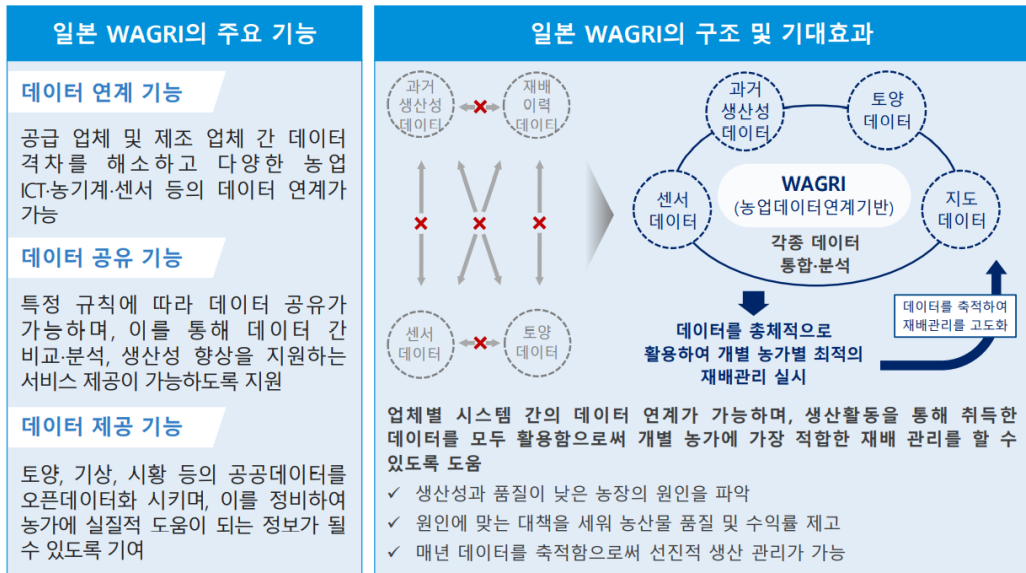 일본 WAGRI의 주요 기능
데이터 연계 기능
공급 업체 및 제조 업체 간 데이터
격차를 해소하고 다양한 농업
ICT·농기계·센서 등의 데이터 연계가
가능
데이터 공유 기능
특정 규칙에 따라 데이터 공유가
가능하며, 이를 통해 데이터 간
비교·분석, 생산성 향상을 지원하는
서비스 제공이 가능하도록 지원
데이터 제공 기능
토양, 기상, 시황 등의 공공데이터를
오픈데이터화 시키며, 이를 정비하여
농가에 실질적 도움이 되는 정보가 될
수 있도록 기여
일본 WAGRI의 구조 및 기대효과
과거
생산성
데이터
재배
이력
데이터
센서
데이터
토양
데이터
과거
생산성
데이터
토양
데이터
센서
데이터
지도
데이터
WAGRI
(농업데이터연계기반)
각종 데이터
통합·분석
데이터를 총체적으로
활용하여 개별 농가별 최적의
재배관리 실시
데이터를 축적하여
재배관리를 고도화
업체별 시스템 간의 데이터 연계가 가능하며, 생산활동을 통해 취득한
데이터를 모두 활용함으로써 개별 농가에 가장 적합한 재배 관리를 할 수
있도록 도움
✓ 생산성과 품질이 낮은 농장의 원인을 파악
✓ 원인에 맞는 대책을 세워 농산물 품질 및 수익률 제고
✓ 매년 데이터를 축적함으로써 선진적 생산 관리가 가능